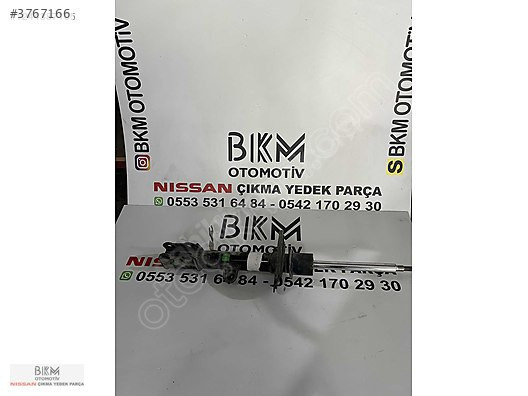 #3767166
BKM OTOMOTİV
BKM OTOMOTİV
BKM
OTOMOTİV
NISSAN ÇIKMA YEDEK PARÇA
0553 531 64 84 - 0542 170 29 30
BKM
OTOMOTİV
0553 531 64 84 - 0542 170 29 30
BKM
OTOMOTİV
NISSAN ÇIKMA YEDEK PARÇA